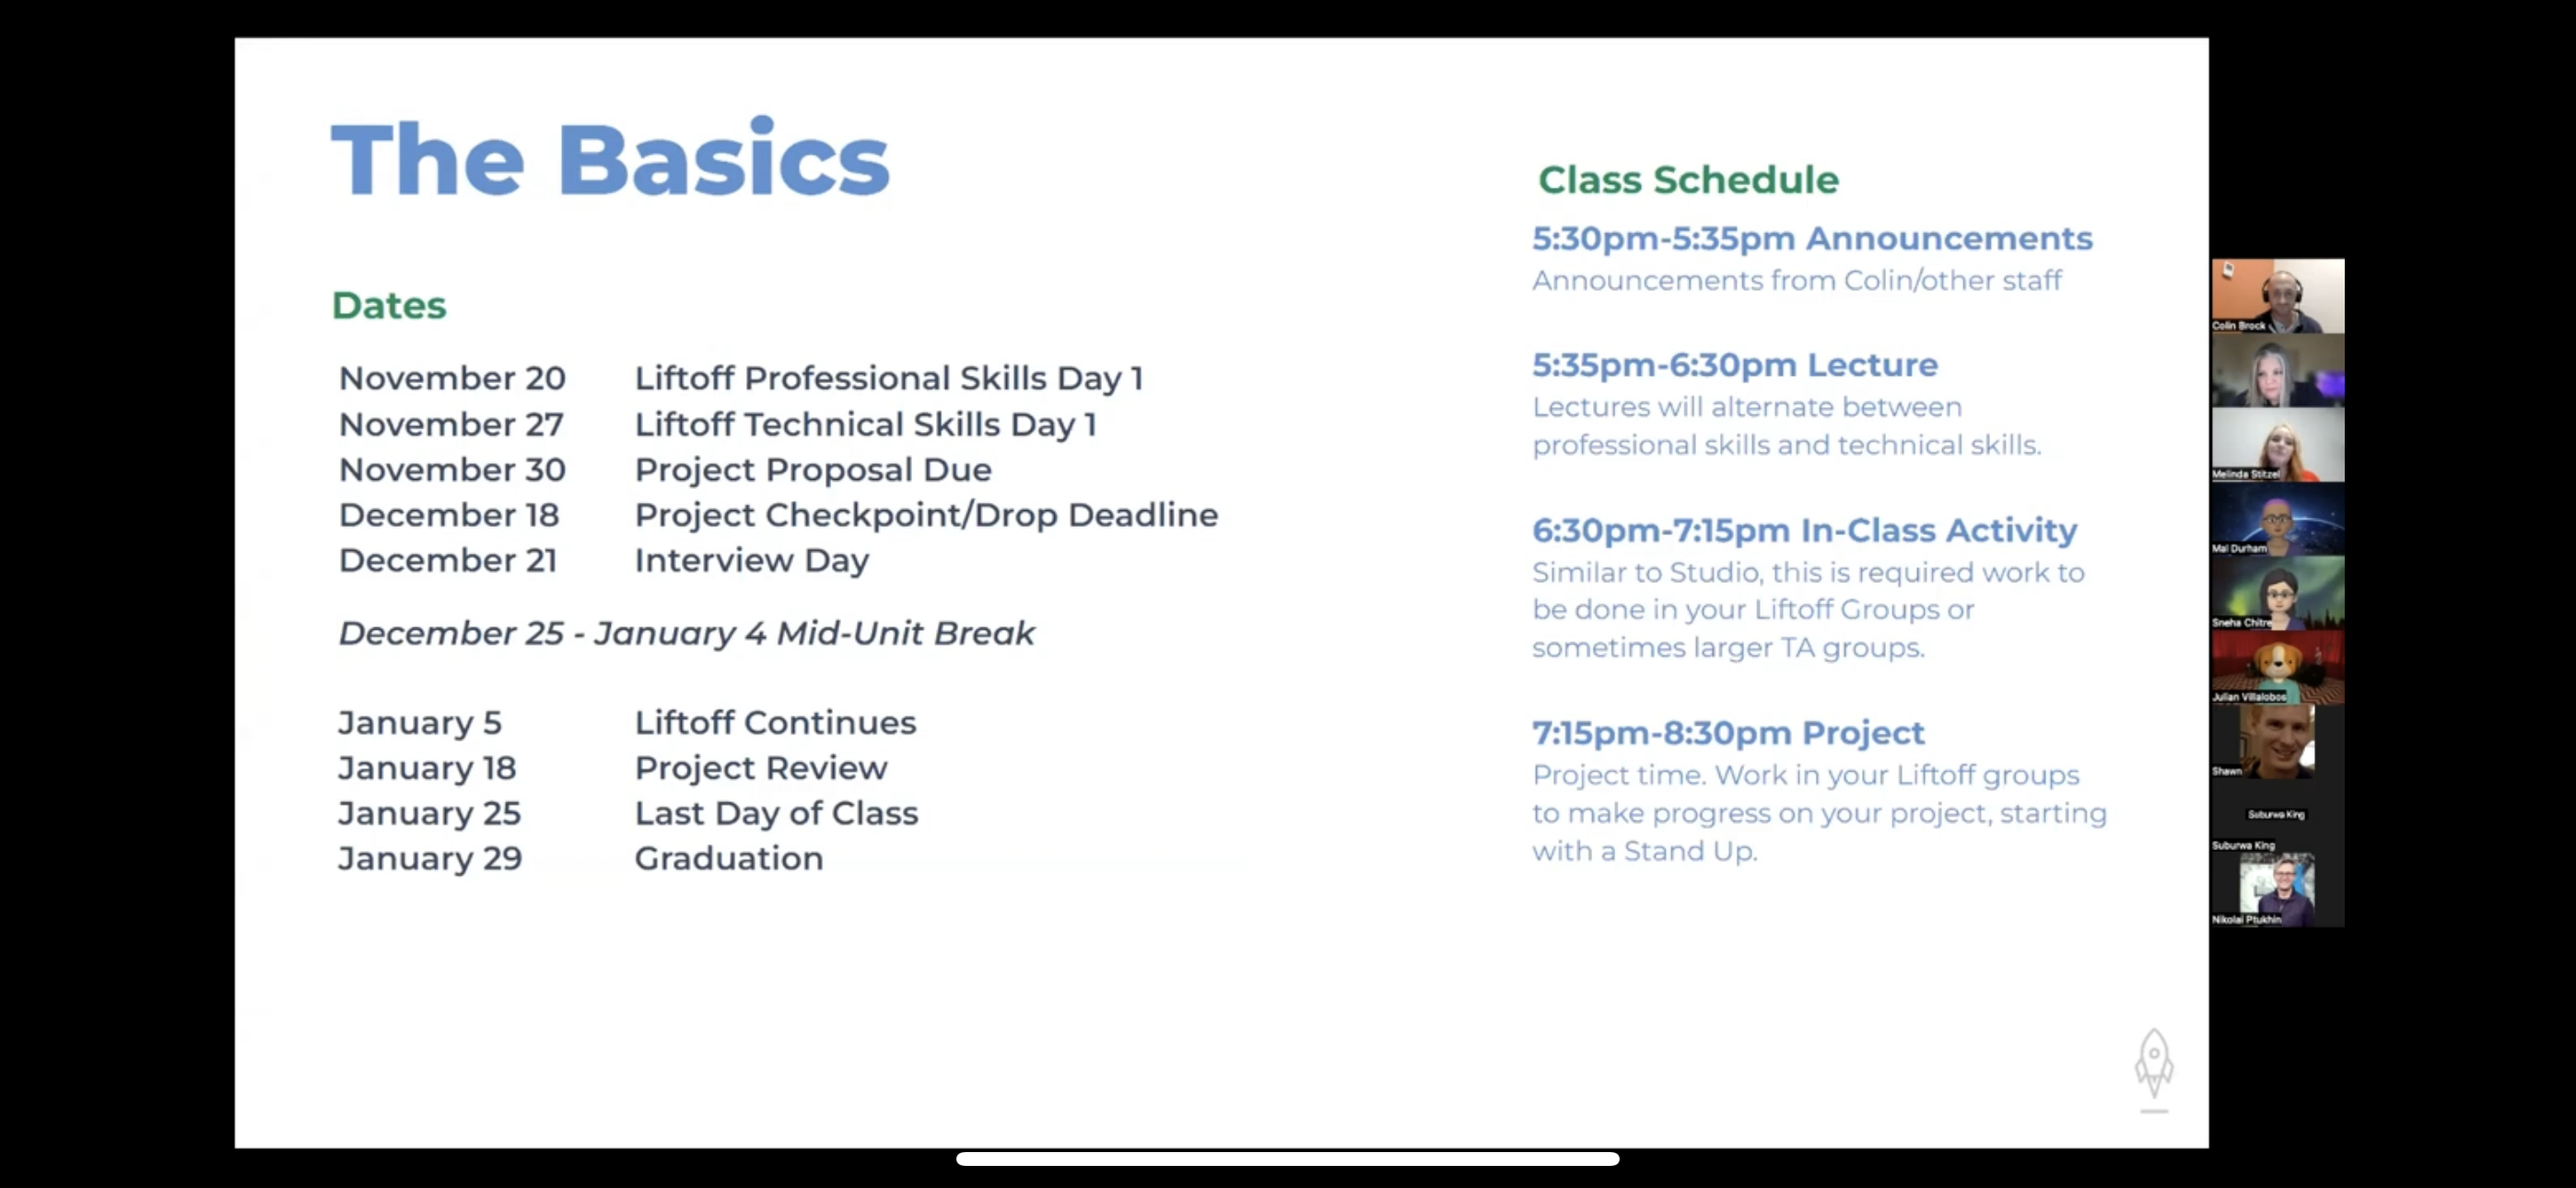 The Basics
Dates
November 20 Liftoff Professional Skills Day 1
November 27 Liftoff Technical Skills Day 1
November 30 Project Proposal Due
December 18 Project Checkpoint/Drop Deadline
December 21 Interview Day
December 25 - January 4 Mid-Unit Break
January 5 Liftoff Continues
January 18 Project Review
January 25 Last Day of Class
January 29 Graduation
Class Schedule
5:30pm-5:35pm Announcements
Announcements from Colin/other staff
5:35pm-6:30pm Lecture
Lectures will alternate between
professional skills and technical skills.
6:30pm-7:15pm In-Class Activity
Similar to Studio, this is required work to
be done in your Liftoff Groups or
sometimes larger TA groups.
7:15pm-8:30pm Project
Project time. Work in your Liftoff groups
to make progress on your project, starting
with a Stand Up.
Colin Brock
Melinda Stitzel
Mal Durham
Sneha Chitre
Julian Villalobos
Shawn
Suburwa King
Suburwa King
Nikolai Ptukhin